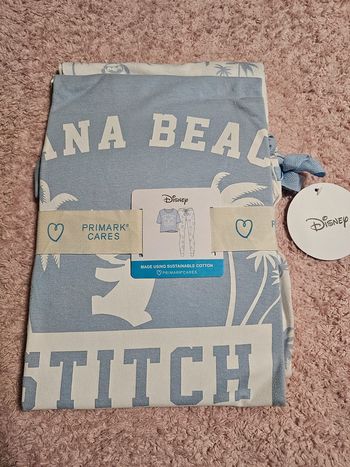 ANA BEAC
Disney
PRIMARK®
CARES
MADE USING SUSTAINABLE COTTON
PRIMARK CARES
Disney
STITCH